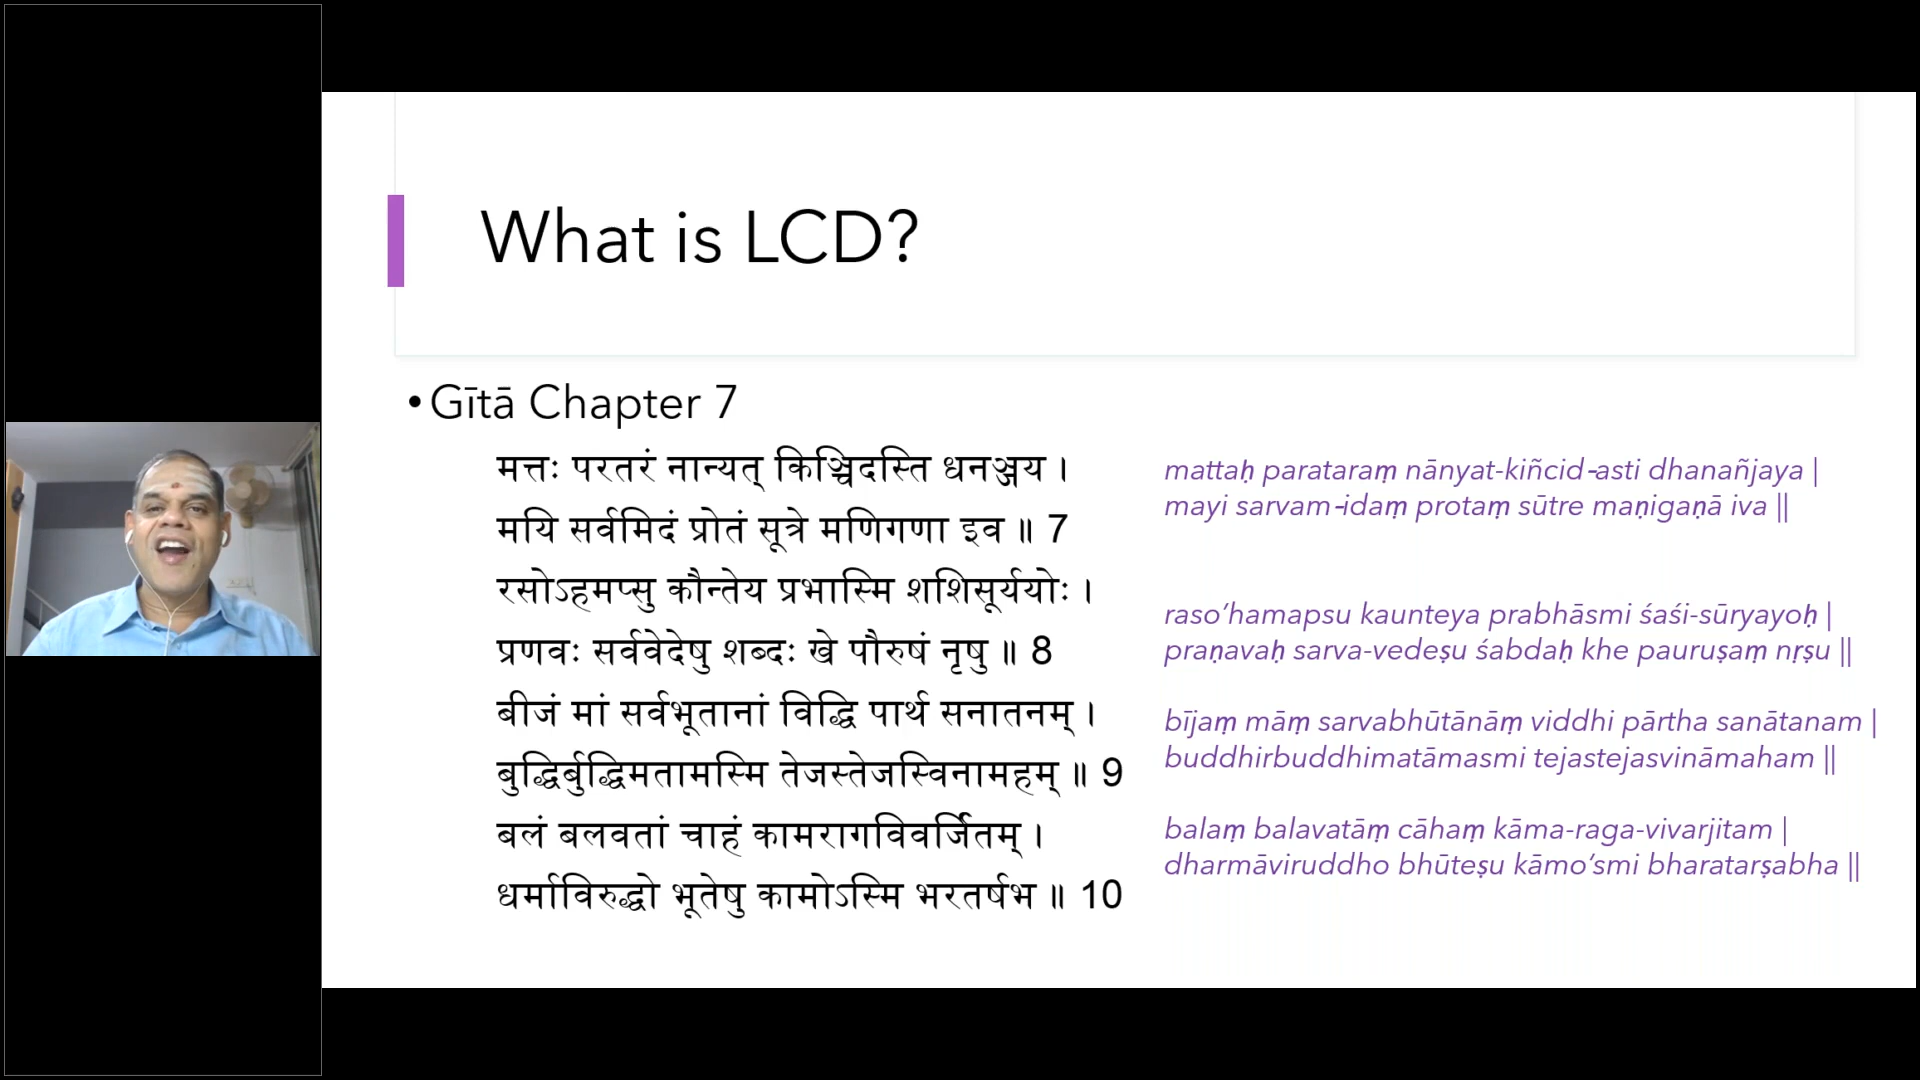 What is LCD?
• Gītā Chapter 7
मत्तः परतरं नान्यत् किञ्चिदस्ति धनञ्जय ।
मयि सर्वमिदं प्रोतं सूत्रे मणिगणा इव ॥ 7
रसोऽहमप्सु कौन्तेय प्रभास्मि शशिसूर्ययोः ।
प्रणवः सर्ववेदेषु शब्दः खे पौरुषं नृषु ॥ 8
बीजं मां सर्वभूतानां विद्धि पार्थ सनातनम् ।
बुद्धिर्बुद्धिमतामस्मि तेजस्तेजस्विनामहम् ॥ 9
बलं बलवतां चाहं कामरागविवर्जितम् ।
धर्माविरुद्धो भूतेषु कामोऽस्मि भरतर्षभ ॥ 10
mattaḥ parataraṃ nānyat-kiñcid-asti dhanañjaya |
mayi sarvam-idaṃ protaṃ sūtre maṇigaṇā iva ||
raso’hamapsu kaunteya prabhāsmi śaśi-sūryayoḥ |
praṇavaḥ sarva-vedeṣu śabdaḥ khe pauruṣaṃ nṛṣu ||
bījaṃ māṃ sarvabhūtānāṃ viddhi pārtha sanātanam |
buddhirbuddhimatāmasmi tejastejasvināmaham ||
balaṃ balavatāṃ cāhaṃ kāma-raga-vivarjitam |
dharmāviruddho bhūteṣu kāmo’smi bharatarṣabha ||